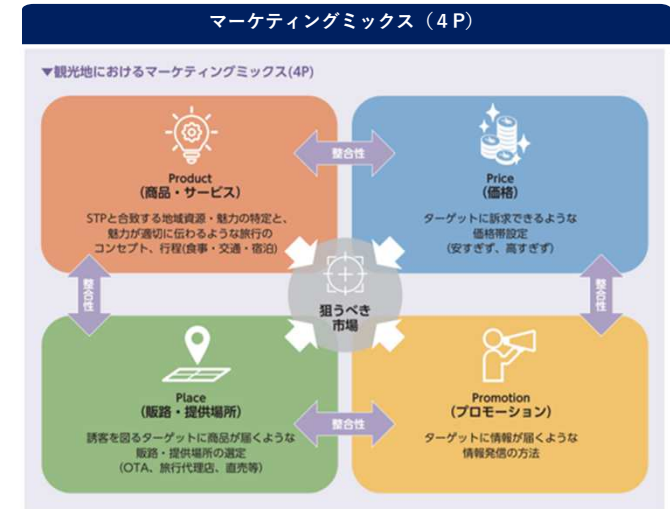 マーケティングミックス（４Ｐ）
▼観光地におけるマーケティングミックス(4P)
Product
(商品・サービス)
STPと合致する地域資源・魅力の特定と、
魅力が適切に伝わるような旅行の
コンセプト、行程(食事・交通・宿泊)
整合性
Price
(価格)
ターゲットに訴求できるような
価格帯設定
(安すぎず、高すぎず)
整合性
狙うべき
市場
整合性
Place
(販路・提供場所)
誘客を図るターゲットに商品が届くような
販路・提供場所の選定
(OTA、旅行代理店、直売等)
整合性
Promotion
(プロモーション)
ターゲットに情報が届くような
情報発信の方法